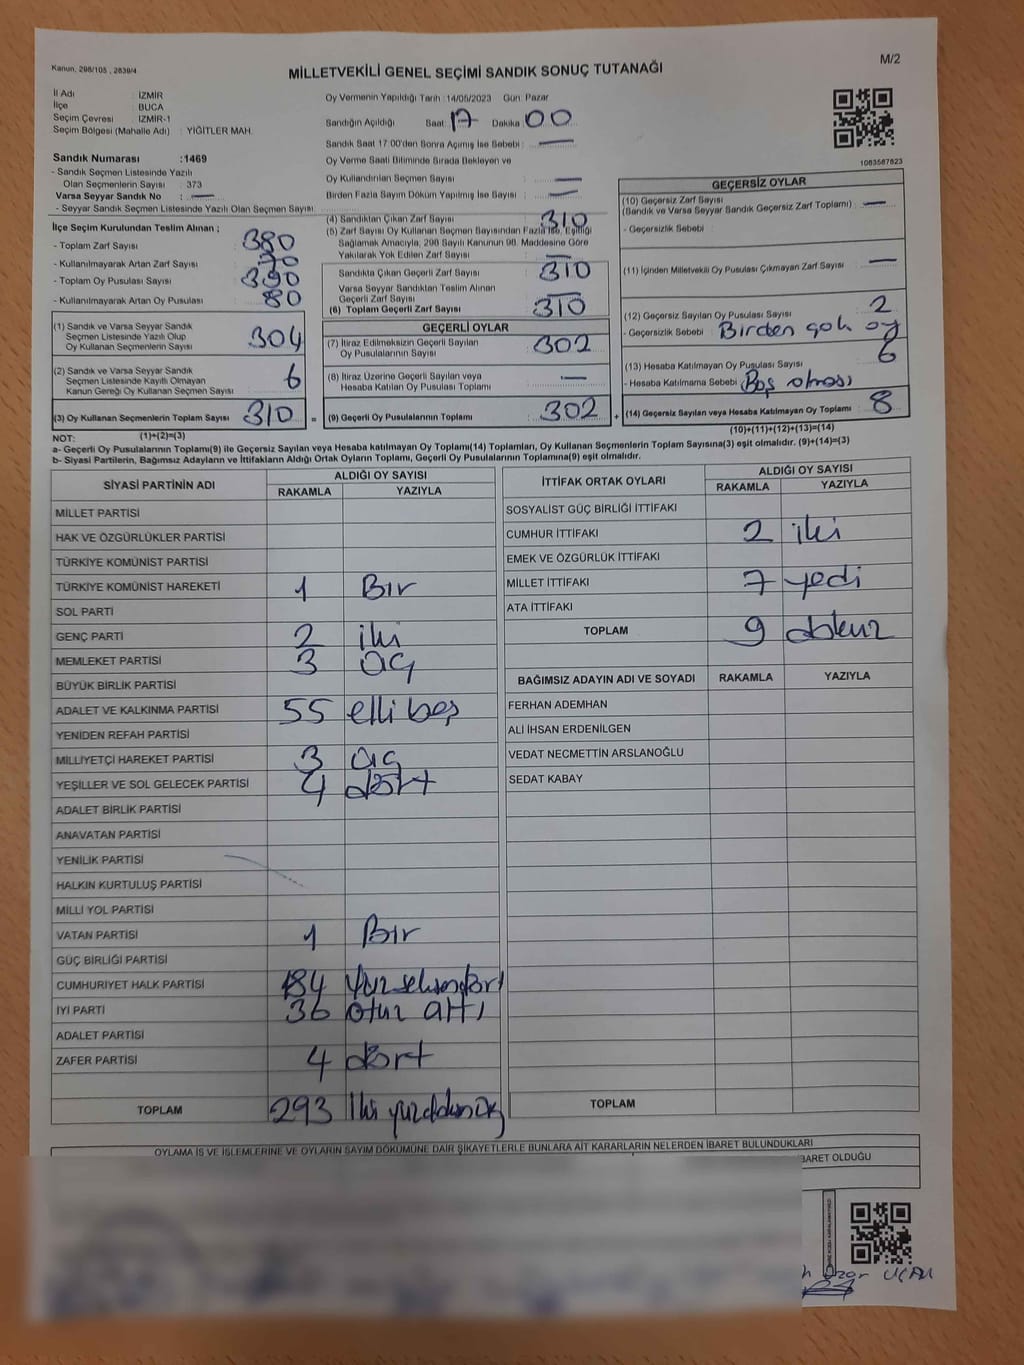 Kanun, 298/105 , 2839/4
M/2
MİLLETVEKİLİ GENEL SEÇİMİ SANDIK SONUÇ TUTANAĞI
İl Adı : İZMİR
İlçe : BUCA
Seçim Çevresi : İZMİR-1
Seçim Bölgesi (Mahalle Adı) : YİĞİTLER MAH.
Sandık Numarası :1469
- Sandık Seçmen Listesinde Yazılı
Olan Seçmenlerin Sayısı : 373
Varsa Seyyar Sandık No : —
- Seyyar Sandık Seçmen Listesinde Yazılı Olan Seçmen Sayısı:
Oy Vermenin Yapıldığı Tarih :14/05/2023 Gün: Pazar
Sandığın Açıldığı Saat: 17 Dakika : 00
Sandık Saat 17:00'den Sonra Açılmış İse Sebebi : —
Oy Verme Saati Bitiminde Sırada Bekleyen ve
Oy Kullandırılan Seçmen Sayısı : —
Birden Fazla Sayım Döküm Yapılmış İse Sayısı : —
1083587823
İlçe Seçim Kurulundan Teslim Alınan ;
- Toplam Zarf Sayısı : 380
- Kullanılmayarak Artan Zarf Sayısı : 70
- Toplam Oy Pusulası Sayısı : 390
- Kullanılmayarak Artan Oy Pusulası : 80
(1) Sandık ve Varsa Seyyar Sandık
Seçmen Listesinde Yazılı Olup
Oy Kullanan Seçmenlerin Sayısı : 304
(2) Sandık ve Varsa Seyyar Sandık
Seçmen Listesinde Kayıtlı Olmayan
Kanun Gereği Oy Kullanan Seçmen Sayısı : 6
(3) Oy Kullanan Seçmenlerin Toplam Sayısı : 310 =
(4) Sandıktan Çıkan Zarf Sayısı : 310
(5) Zarf Sayısı Oy Kullanan Seçmen Sayısından Fazla İse, Eşitliği
Sağlamak Amacıyla, 298 Sayılı Kanunun 98. Maddesine Göre
Yakılarak Yok Edilen Zarf Sayısı : —
Sandıkta Çıkan Geçerli Zarf Sayısı : 310
Varsa Seyyar Sandıktan Teslim Alınan
Geçerli Zarf Sayısı : —
(6) Toplam Geçerli Zarf Sayısı : 310
GEÇERLİ OYLAR
(7) İtiraz Edilmeksizin Geçerli Sayılan
Oy Pusulalarının Sayısı : 302
(8) İtiraz Üzerine Geçerli Sayılan veya
Hesaba Katılan Oy Pusulası Toplamı : —
(9) Geçerli Oy Pusulalarının Toplamı : 302 +
GEÇERSİZ OYLAR
(10) Geçersiz Zarf Sayısı
(Sandık ve Varsa Seyyar Sandık Geçersiz Zarf Toplamı) : —
- Geçersizlik Sebebi :
(11) İçinden Milletvekili Oy Pusulası Çıkmayan Zarf Sayısı : —
(12) Geçersiz Sayılan Oy Pusulası Sayısı : 2
- Geçersizlik Sebebi : Birden çok oy
(13) Hesaba Katılmayan Oy Pusulası Sayısı : 6
- Hesaba Katılmama Sebebi : Boş olması
(14) Geçersiz Sayılan veya Hesaba Katılmayan Oy Toplamı : 8
(10)+(11)+(12)+(13)=(14)
NOT: (1)+(2)=(3)
a- Geçerli Oy Pusulalarının Toplamı(9) ile Geçersiz Sayılan veya Hesaba katılmayan Oy Toplamı(14) Toplamları, Oy Kullanan Seçmenlerin Toplam Sayısına(3) eşit olmalıdır. (9)+(14)=(3)
b- Siyasi Partilerin, Bağımsız Adayların ve İttifakların Aldığı Ortak Oyların Toplamı, Geçerli Oy Pusulalarının Toplamına(9) eşit olmalıdır.
SİYASİ PARTİNİN ADI ALDIĞI OY SAYISI
RAKAMLA YAZIYLA
MİLLET PARTİSİ
HAK VE ÖZGÜRLÜKLER PARTİSİ
TÜRKİYE KOMÜNİST PARTİSİ
TÜRKİYE KOMÜNİST HAREKETİ 1 Bir
SOL PARTİ
GENÇ PARTİ 2 iki
MEMLEKET PARTİSİ 3 üç
BÜYÜK BİRLİK PARTİSİ
ADALET VE KALKINMA PARTİSİ 55 elli beş
YENİDEN REFAH PARTİSİ
MİLLİYETÇİ HAREKET PARTİSİ 3 üç
YEŞİLLER VE SOL GELECEK PARTİSİ 4 dört
ADALET BİRLİK PARTİSİ
ANAVATAN PARTİSİ
YENİLİK PARTİSİ
HALKIN KURTULUŞ PARTİSİ
MİLLİ YOL PARTİSİ
VATAN PARTİSİ 1 Bir
GÜÇ BİRLİĞİ PARTİSİ
CUMHURİYET HALK PARTİSİ 184 Yüz seksendört
İYİ PARTİ 36 otuz altı
ADALET PARTİSİ
ZAFER PARTİSİ 4 dört
TOPLAM 293 İki yüzdoksan üç
İTTİFAK ORTAK OYLARI ALDIĞI OY SAYISI
RAKAMLA YAZIYLA
SOSYALİST GÜÇ BİRLİĞİ İTTİFAKI
CUMHUR İTTİFAKI 2 iki
EMEK VE ÖZGÜRLÜK İTTİFAKI
MİLLET İTTİFAKI 7 yedi
ATA İTTİFAKI
TOPLAM 9 dokuz
BAĞIMSIZ ADAYIN ADI VE SOYADI RAKAMLA YAZIYLA
FERHAN ADEMHAN
ALİ İHSAN ERDENİLGEN
VEDAT NECMETTİN ARSLANOĞLU
SEDAT KABAY
TOPLAM
OYLAMA İŞ VE İŞLEMLERİNE VE OYLARIN SAYIM DÖKÜMÜNE DAİR ŞİKAYETLERLE BUNLARA AİT KARARLARIN NELERDEN İBARET BULUNDUKLARI
BARET OLDUĞU